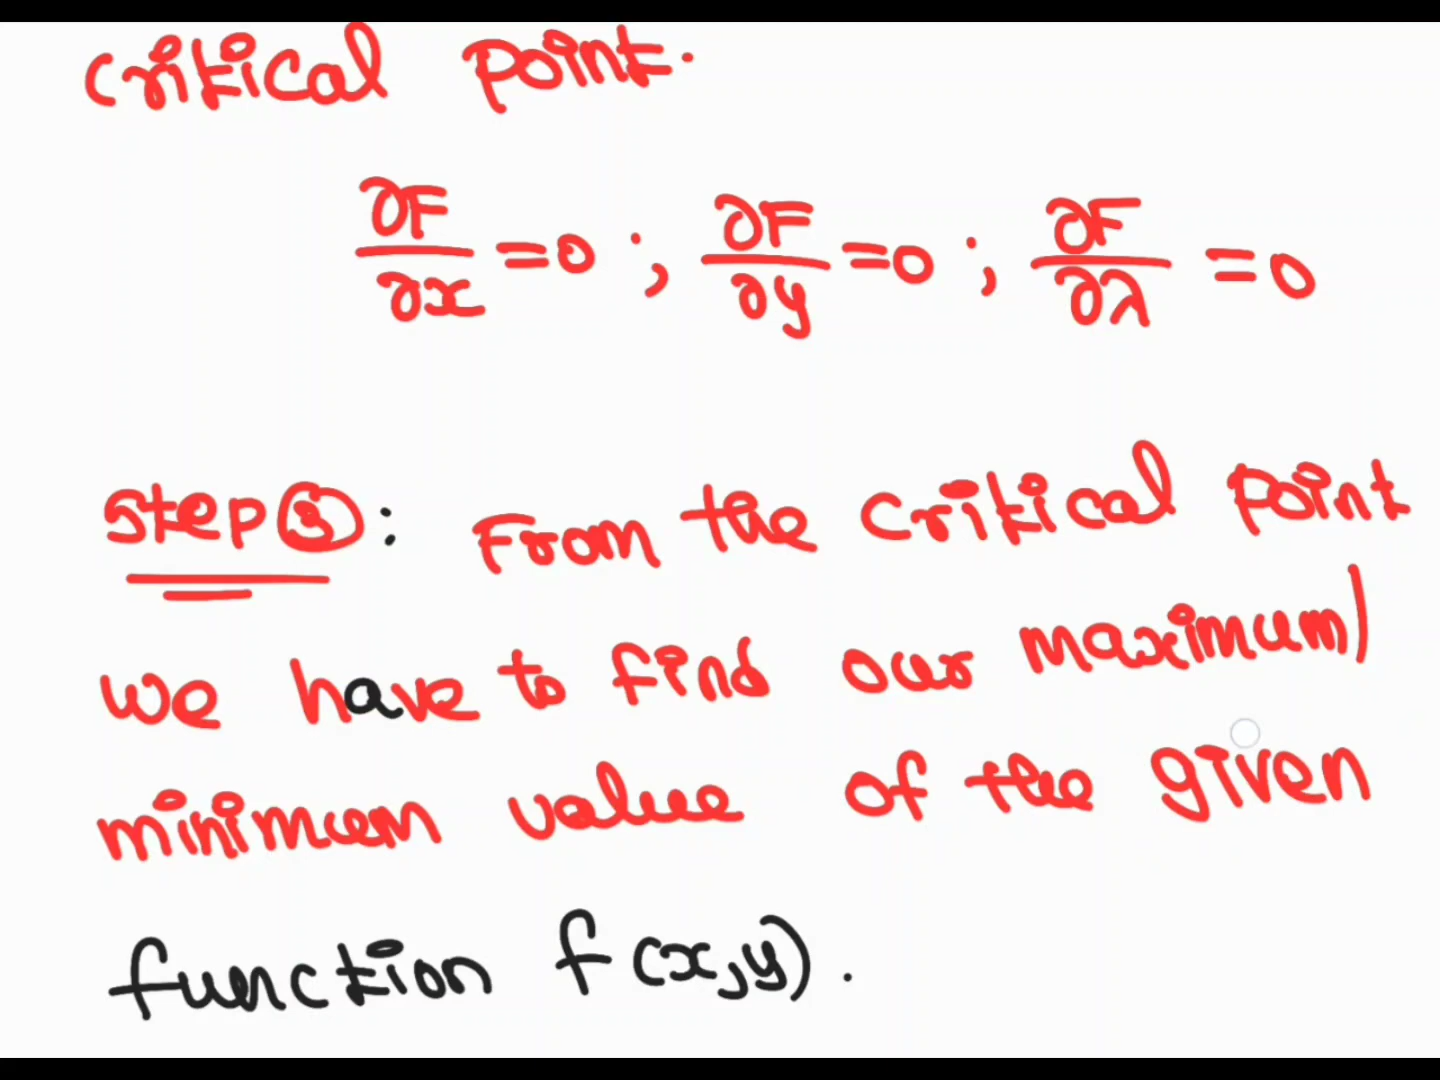 critical point.
∂F/∂x = 0 ; ∂F/∂y = 0 ; ∂F/∂λ = 0
Step ③ : From the critical point
we have to find our maximum/
minimum value of the given
function f(x,y).